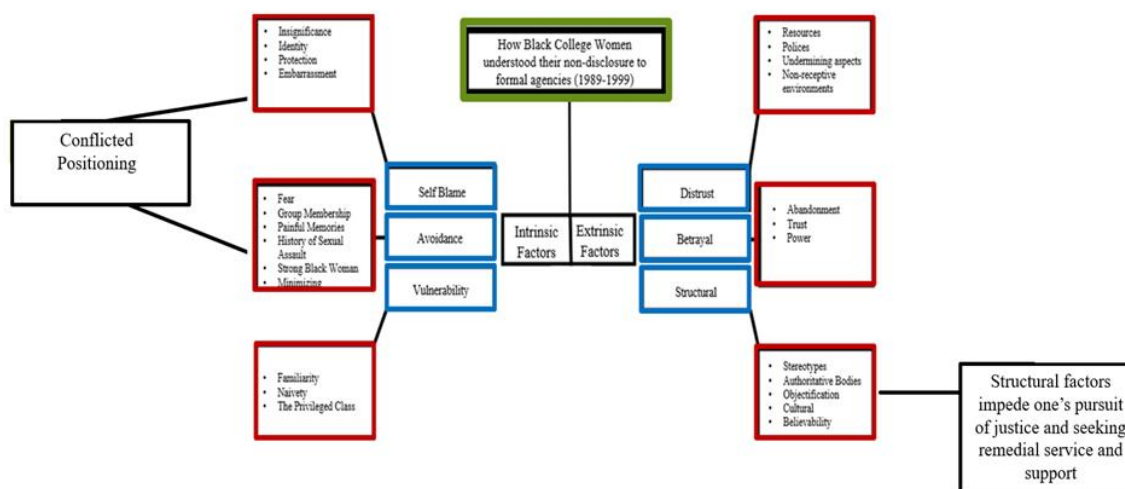 How Black College Women
understood their non-disclosure to
formal agencies (1989-1999)
Conflicted
Positioning
• Insignificance
• Identity
• Protection
• Embarrassment
• Fear
• Group Membership
• Painful Memories
• History of Sexual
Assault
• Strong Black Woman
• Minimizing
• Familiarity
• Naivety
• The Privileged Class
Self Blame
Avoidance
Vulnerability
Intrinsic
Factors
Extrinsic
Factors
Distrust
Betrayal
Structural
• Resources
• Polices
• Undermining aspects
• Non-receptive
environments
• Abandonment
• Trust
• Power
• Stereotypes
• Authoritative Bodies
• Objectification
• Cultural
• Believability
Structural factors
impede one's pursuit
of justice and seeking
remedial service and
support